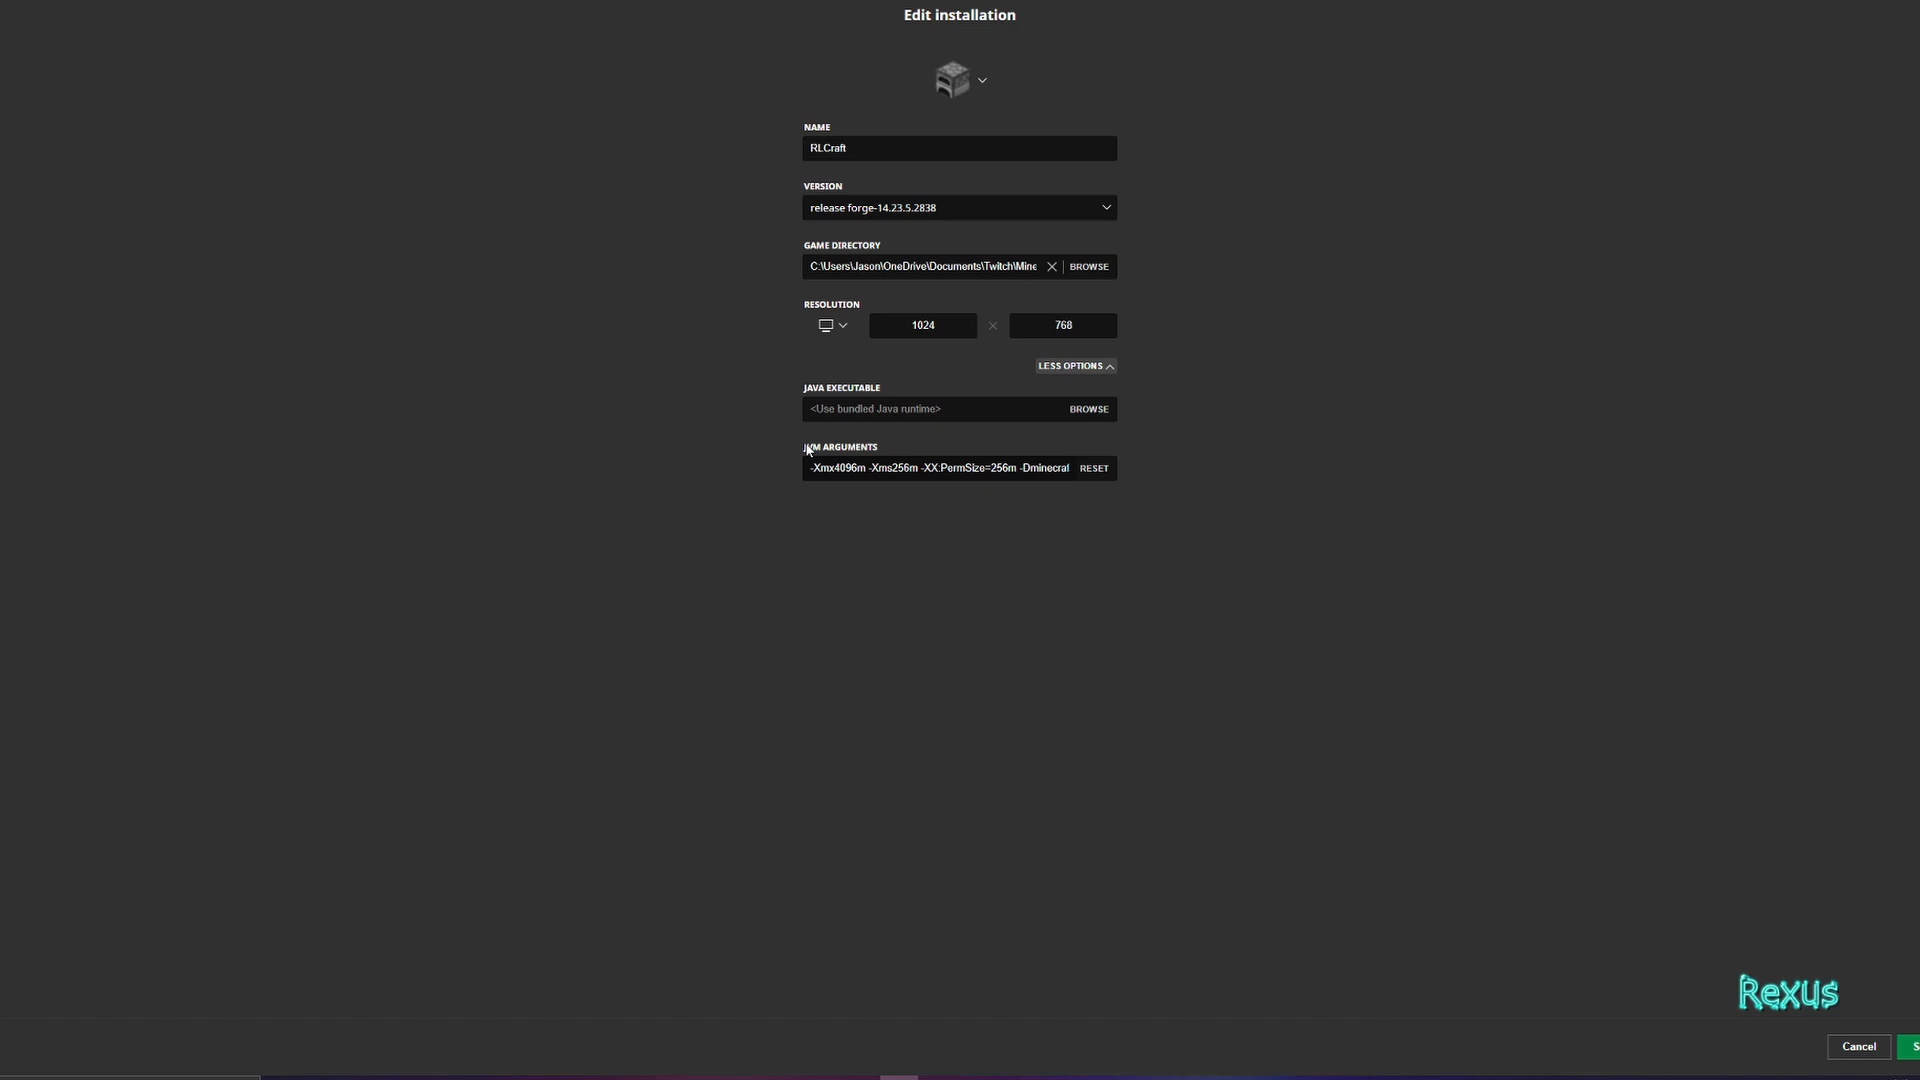 Edit installation
NAME
RLCraft
VERSION
release forge-14.23.5.2838
GAME DIRECTORY
C:\Users\Jason\OneDrive\Documents\Twitch\Mine
BROWSE
RESOLUTION
1024
768
LESS OPTIONS
JAVA EXECUTABLE
<Use bundled Java runtime>
BROWSE
JVM ARGUMENTS
-Xmx4096m -Xms256m -XX:PermSize=256m -Dminecraf
RESET
Rexus
Cancel
S